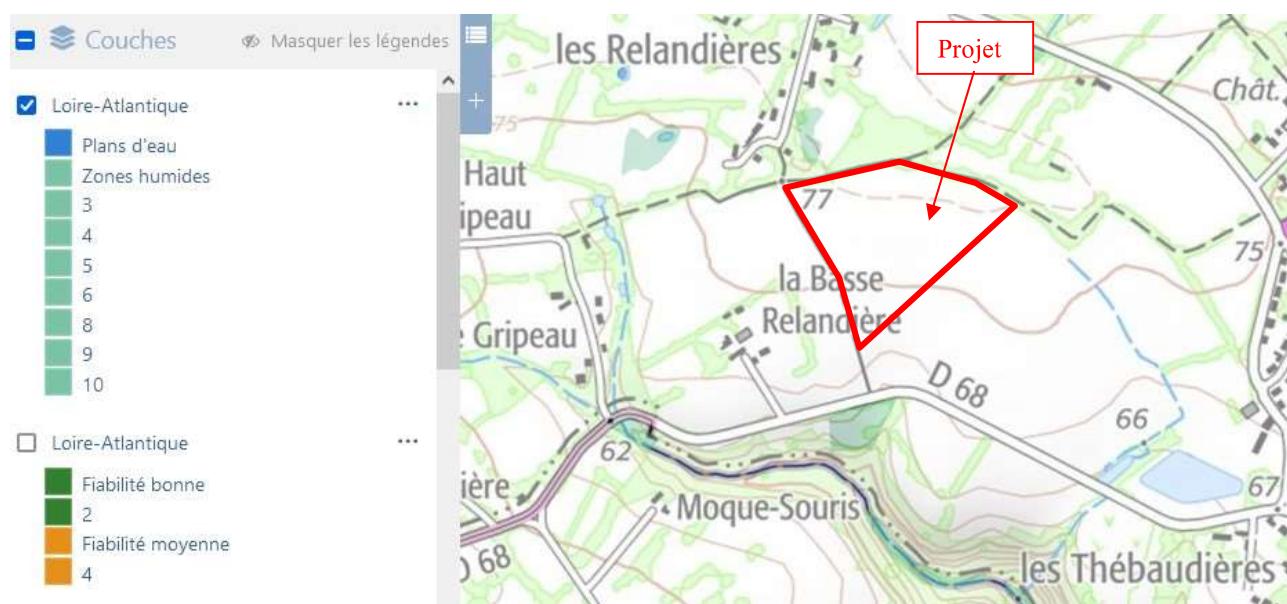 Couches
Masquer les légendes
Loire-Atlantique
Plans d'eau
Zones humides
3
4
5
6
8
9
10
Loire-Atlantique
Fiabilité bonne
2
Fiabilité moyenne
4
les Relandières
Projet
Chât.
75
Haut
ipeau
77
75
la Basse
Relandière
Gripeau
D 68
66
62
67
ière
Moque-Souris
68
les Thébaudières